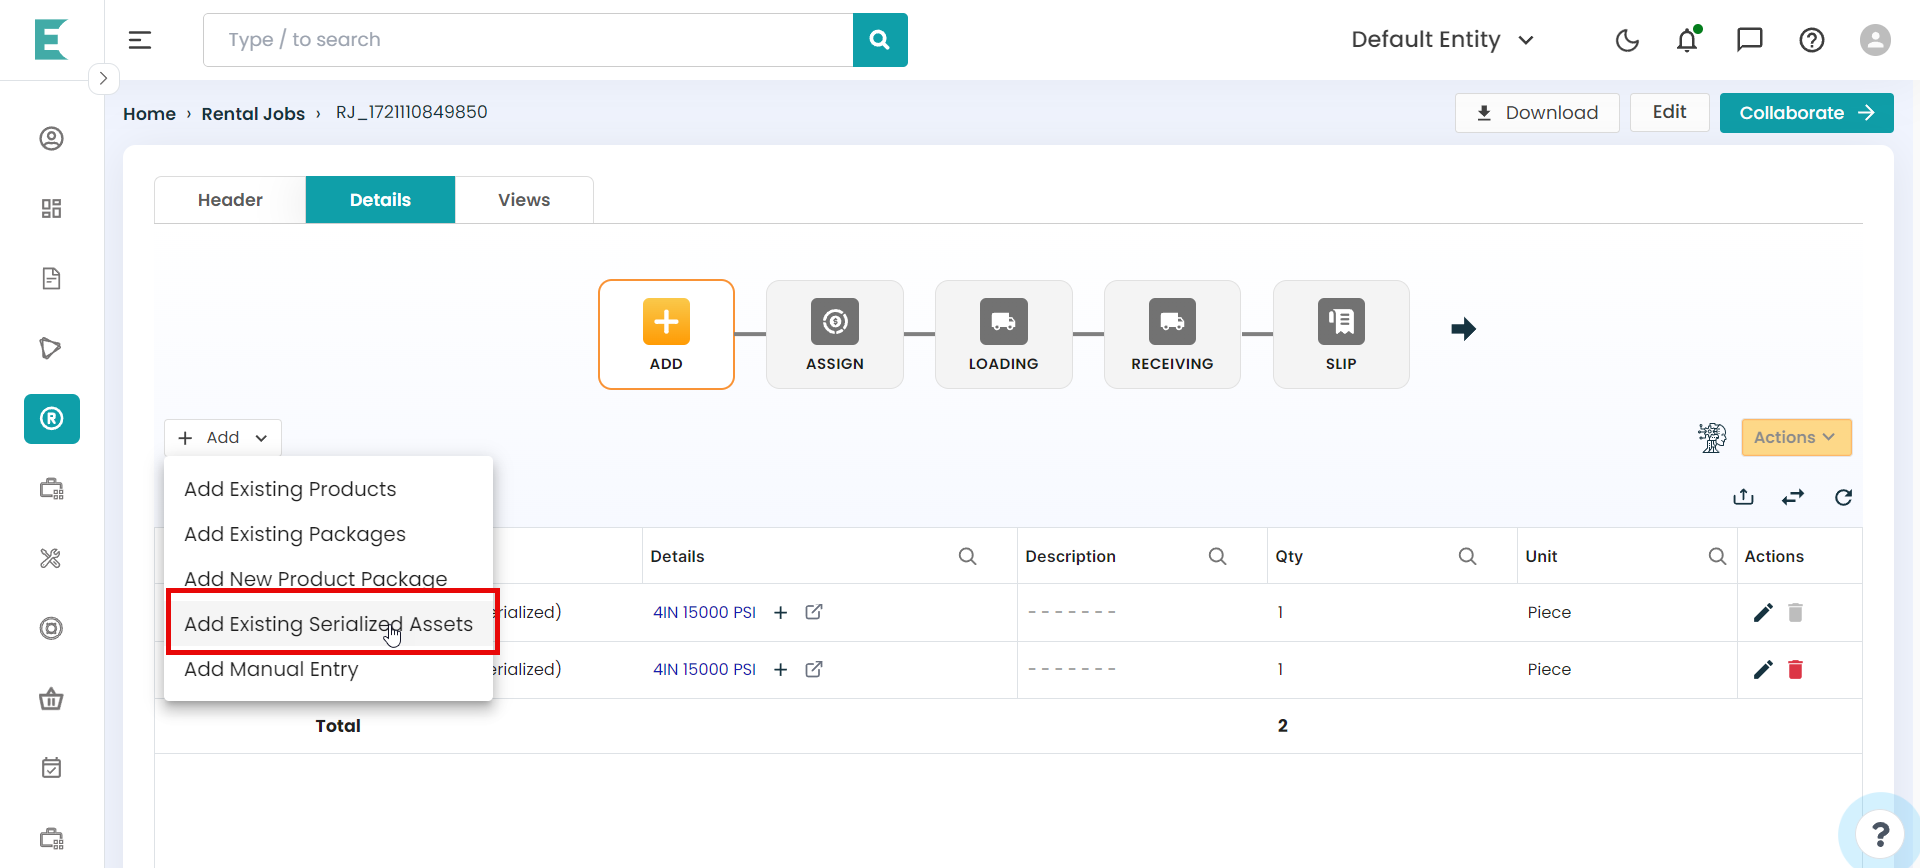 E
Type / to search
Default Entity
Home › Rental Jobs › RJ_1721110849850
Download
Edit
Collaborate
Header
Details
Views
ADD
ASSIGN
LOADING
RECEIVING
SLIP
+ Add
Actions
Add Existing Products
Add Existing Packages
Add New Product Package
Add Existing Serialized Assets
Add Manual Entry
Details
Description
Qty
Unit
Actions
rialized)
4IN 15000 PSI +
-------
1
Piece
erialized)
4IN 15000 PSI +
-------
1
Piece
Total
2
?